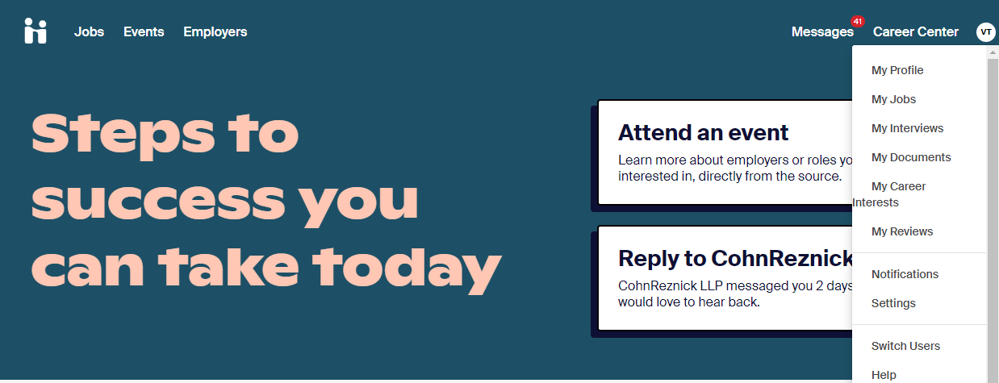 Jobs Events Employers
Messages 41 Career Center VT
Steps to
success you
can take today
Attend an event
Learn more about employers or roles yo
interested in, directly from the source.
Reply to CohnReznick
CohnReznick LLP messaged you 2 days
would love to hear back.
My Profile
My Jobs
My Interviews
My Documents
My Career
Interests
My Reviews
Notifications
Settings
Switch Users
Help